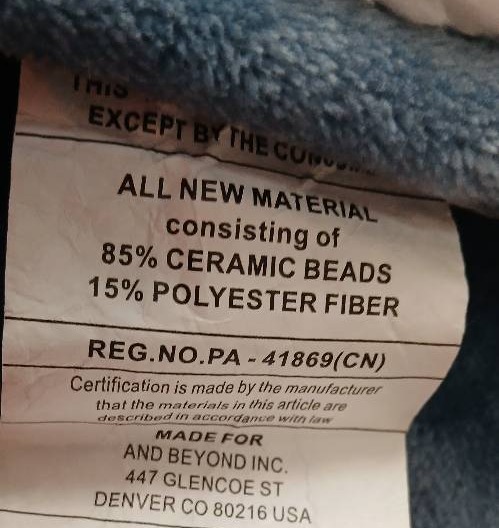 THIS
EXCEPT BY THE
ALL NEW MATERIAL
consisting of
85% CERAMIC BEADS
15% POLYESTER FIBER
REG.NO.PA - 41869(CN)
Certification is made by the manufacturer
that the materials in this article are
described in accordance with law
MADE FOR
AND BEYOND INC.
447 GLENCOE ST
DENVER CO 80216 USA